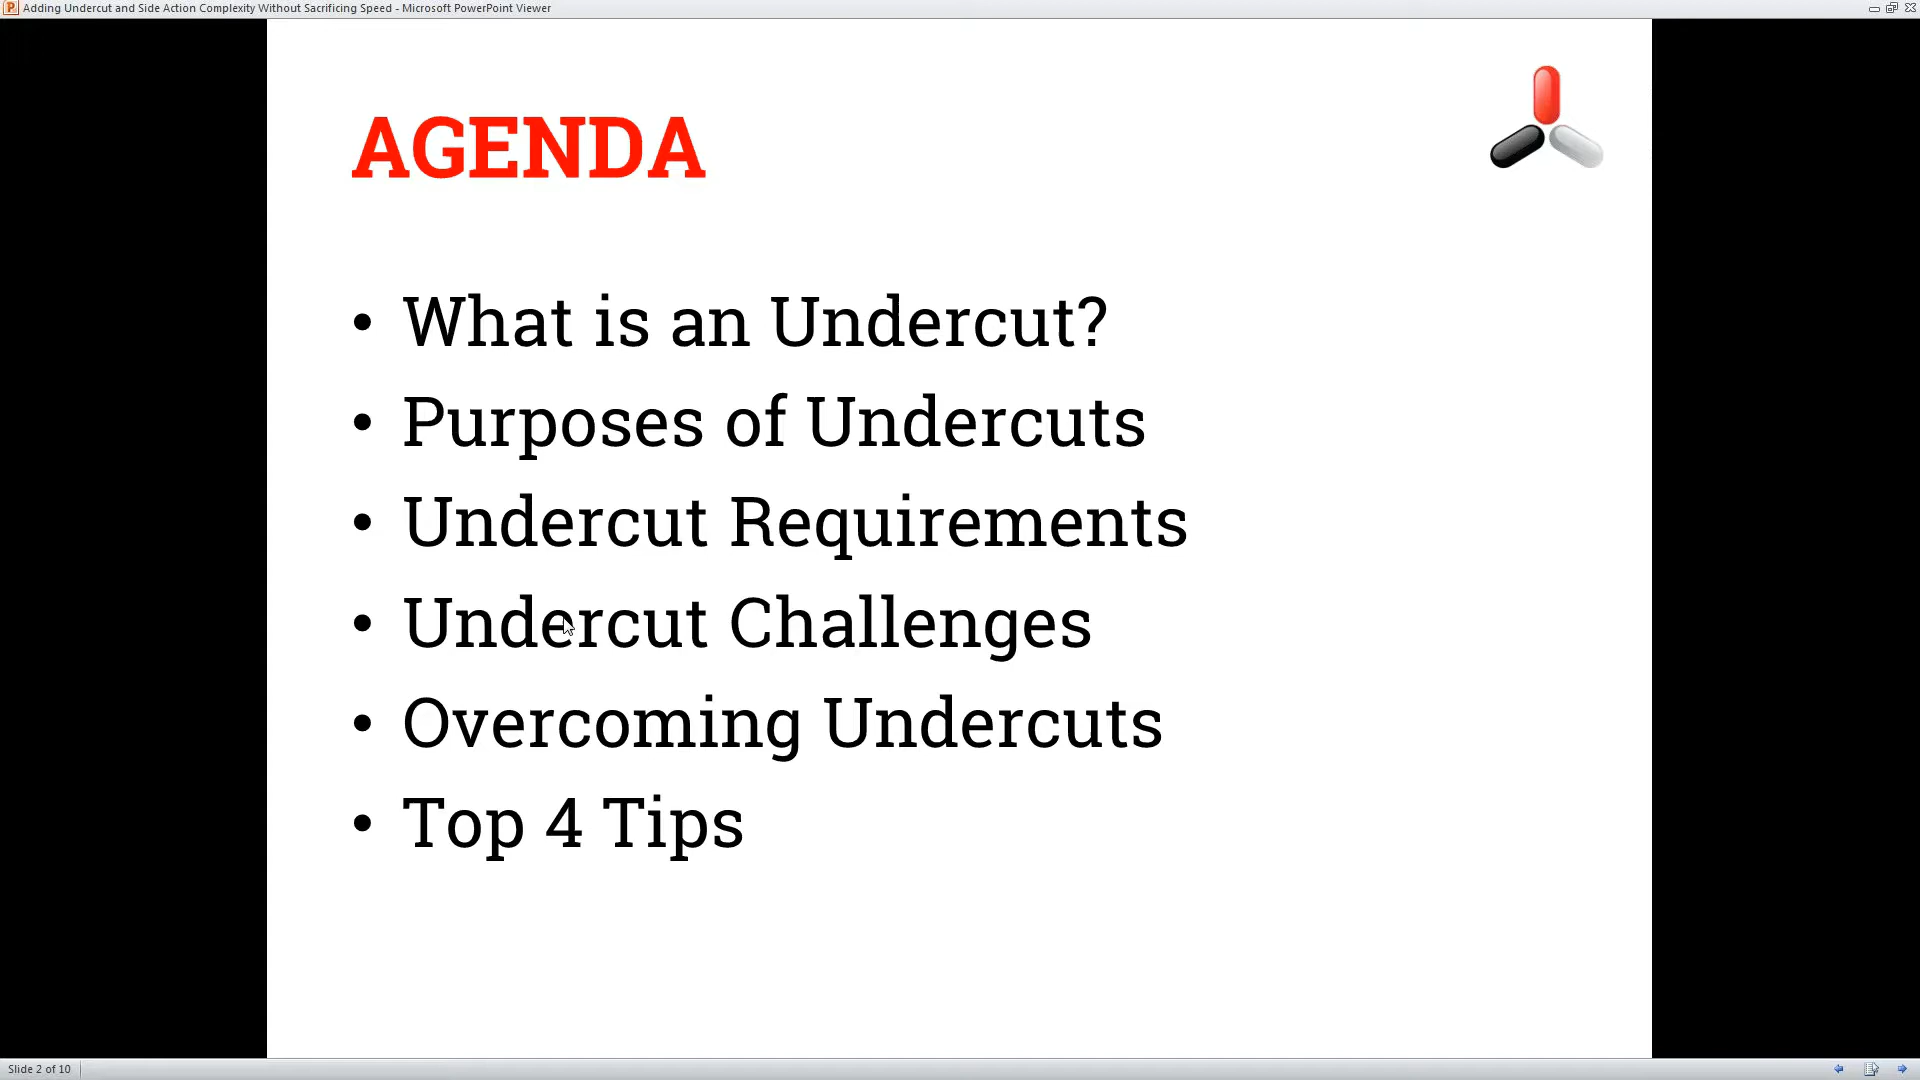 Adding Undercut and Side Action Complexity Without Sacrificing Speed - Microsoft PowerPoint Viewer
AGENDA
• What is an Undercut?
• Purposes of Undercuts
• Undercut Requirements
• Undercut Challenges
• Overcoming Undercuts
• Top 4 Tips
Slide 2 of 10